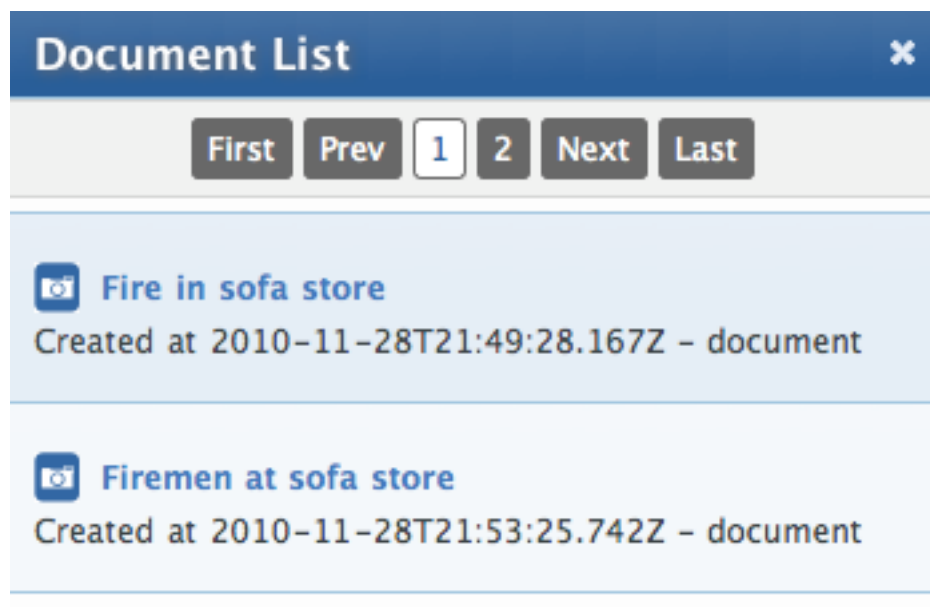 Document List ×
First Prev 1 2 Next Last
Fire in sofa store
Created at 2010-11-28T21:49:28.167Z - document
Firemen at sofa store
Created at 2010-11-28T21:53:25.742Z - document